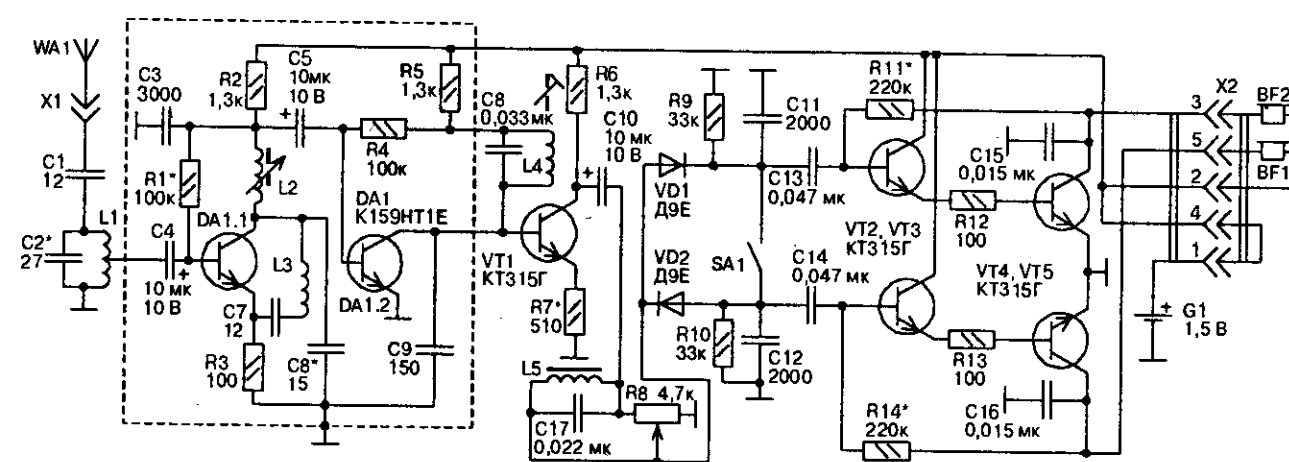 WA1
X1
C1
12
C2*
27
L1
C3
3000
R1*
100к
C4
10 мк
10 В
R2
1,3к
C5
10мк
10 В
L2
DA1.1
L3
C7
12
R3
100
C8*
15
R5
1,3к
R4
100к
DA1
К159НТ1Е
DA1.2
C9
150
C8
0,033мк
L4
R6
1,3к
C10
10 мк
10 В
VT1
КТ315Г
R7*
510
L5
C17
0,022 мк
R8 4,7к
R9
33к
C11
2000
VD1
Д9Е
C13
0,047 мк
VD2
Д9Е
SA1
C14
0,047 мк
R10
33к
C12
2000
R11*
220к
VT2, VT3
КТ315Г
R12
100
C15
0,015 мк
VT4, VT5
КТ315Г
R13
100
R14*
220к
C16
0,015 мк
X2
3
5
2
4
1
BF2
BF1
G1
1,5 В
+
+
+
+